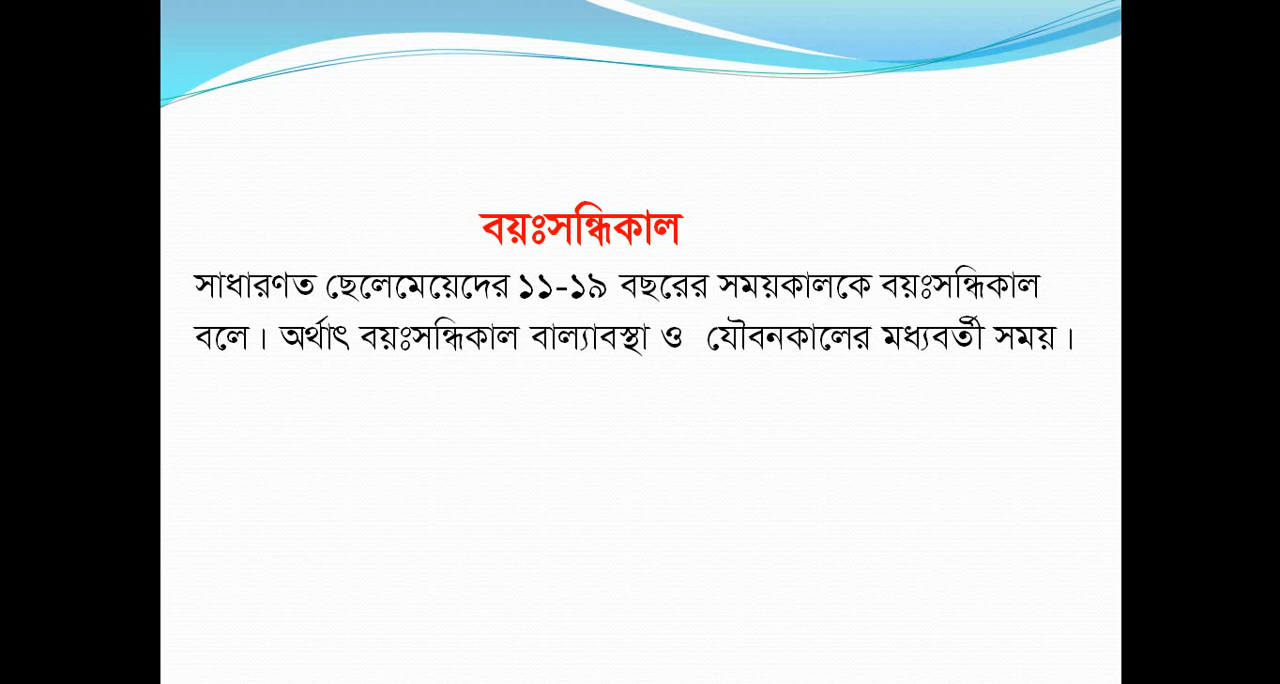 বয়ঃসন্ধিকাল
সাধারণত ছেলেমেয়েদের ১১-১৯ বছরের সময়কালকে বয়ঃসন্ধিকাল
বলে। অর্থাৎ বয়ঃসন্ধিকাল বাল্যাবস্থা ও যৌবনকালের মধ্যবর্তী সময়।